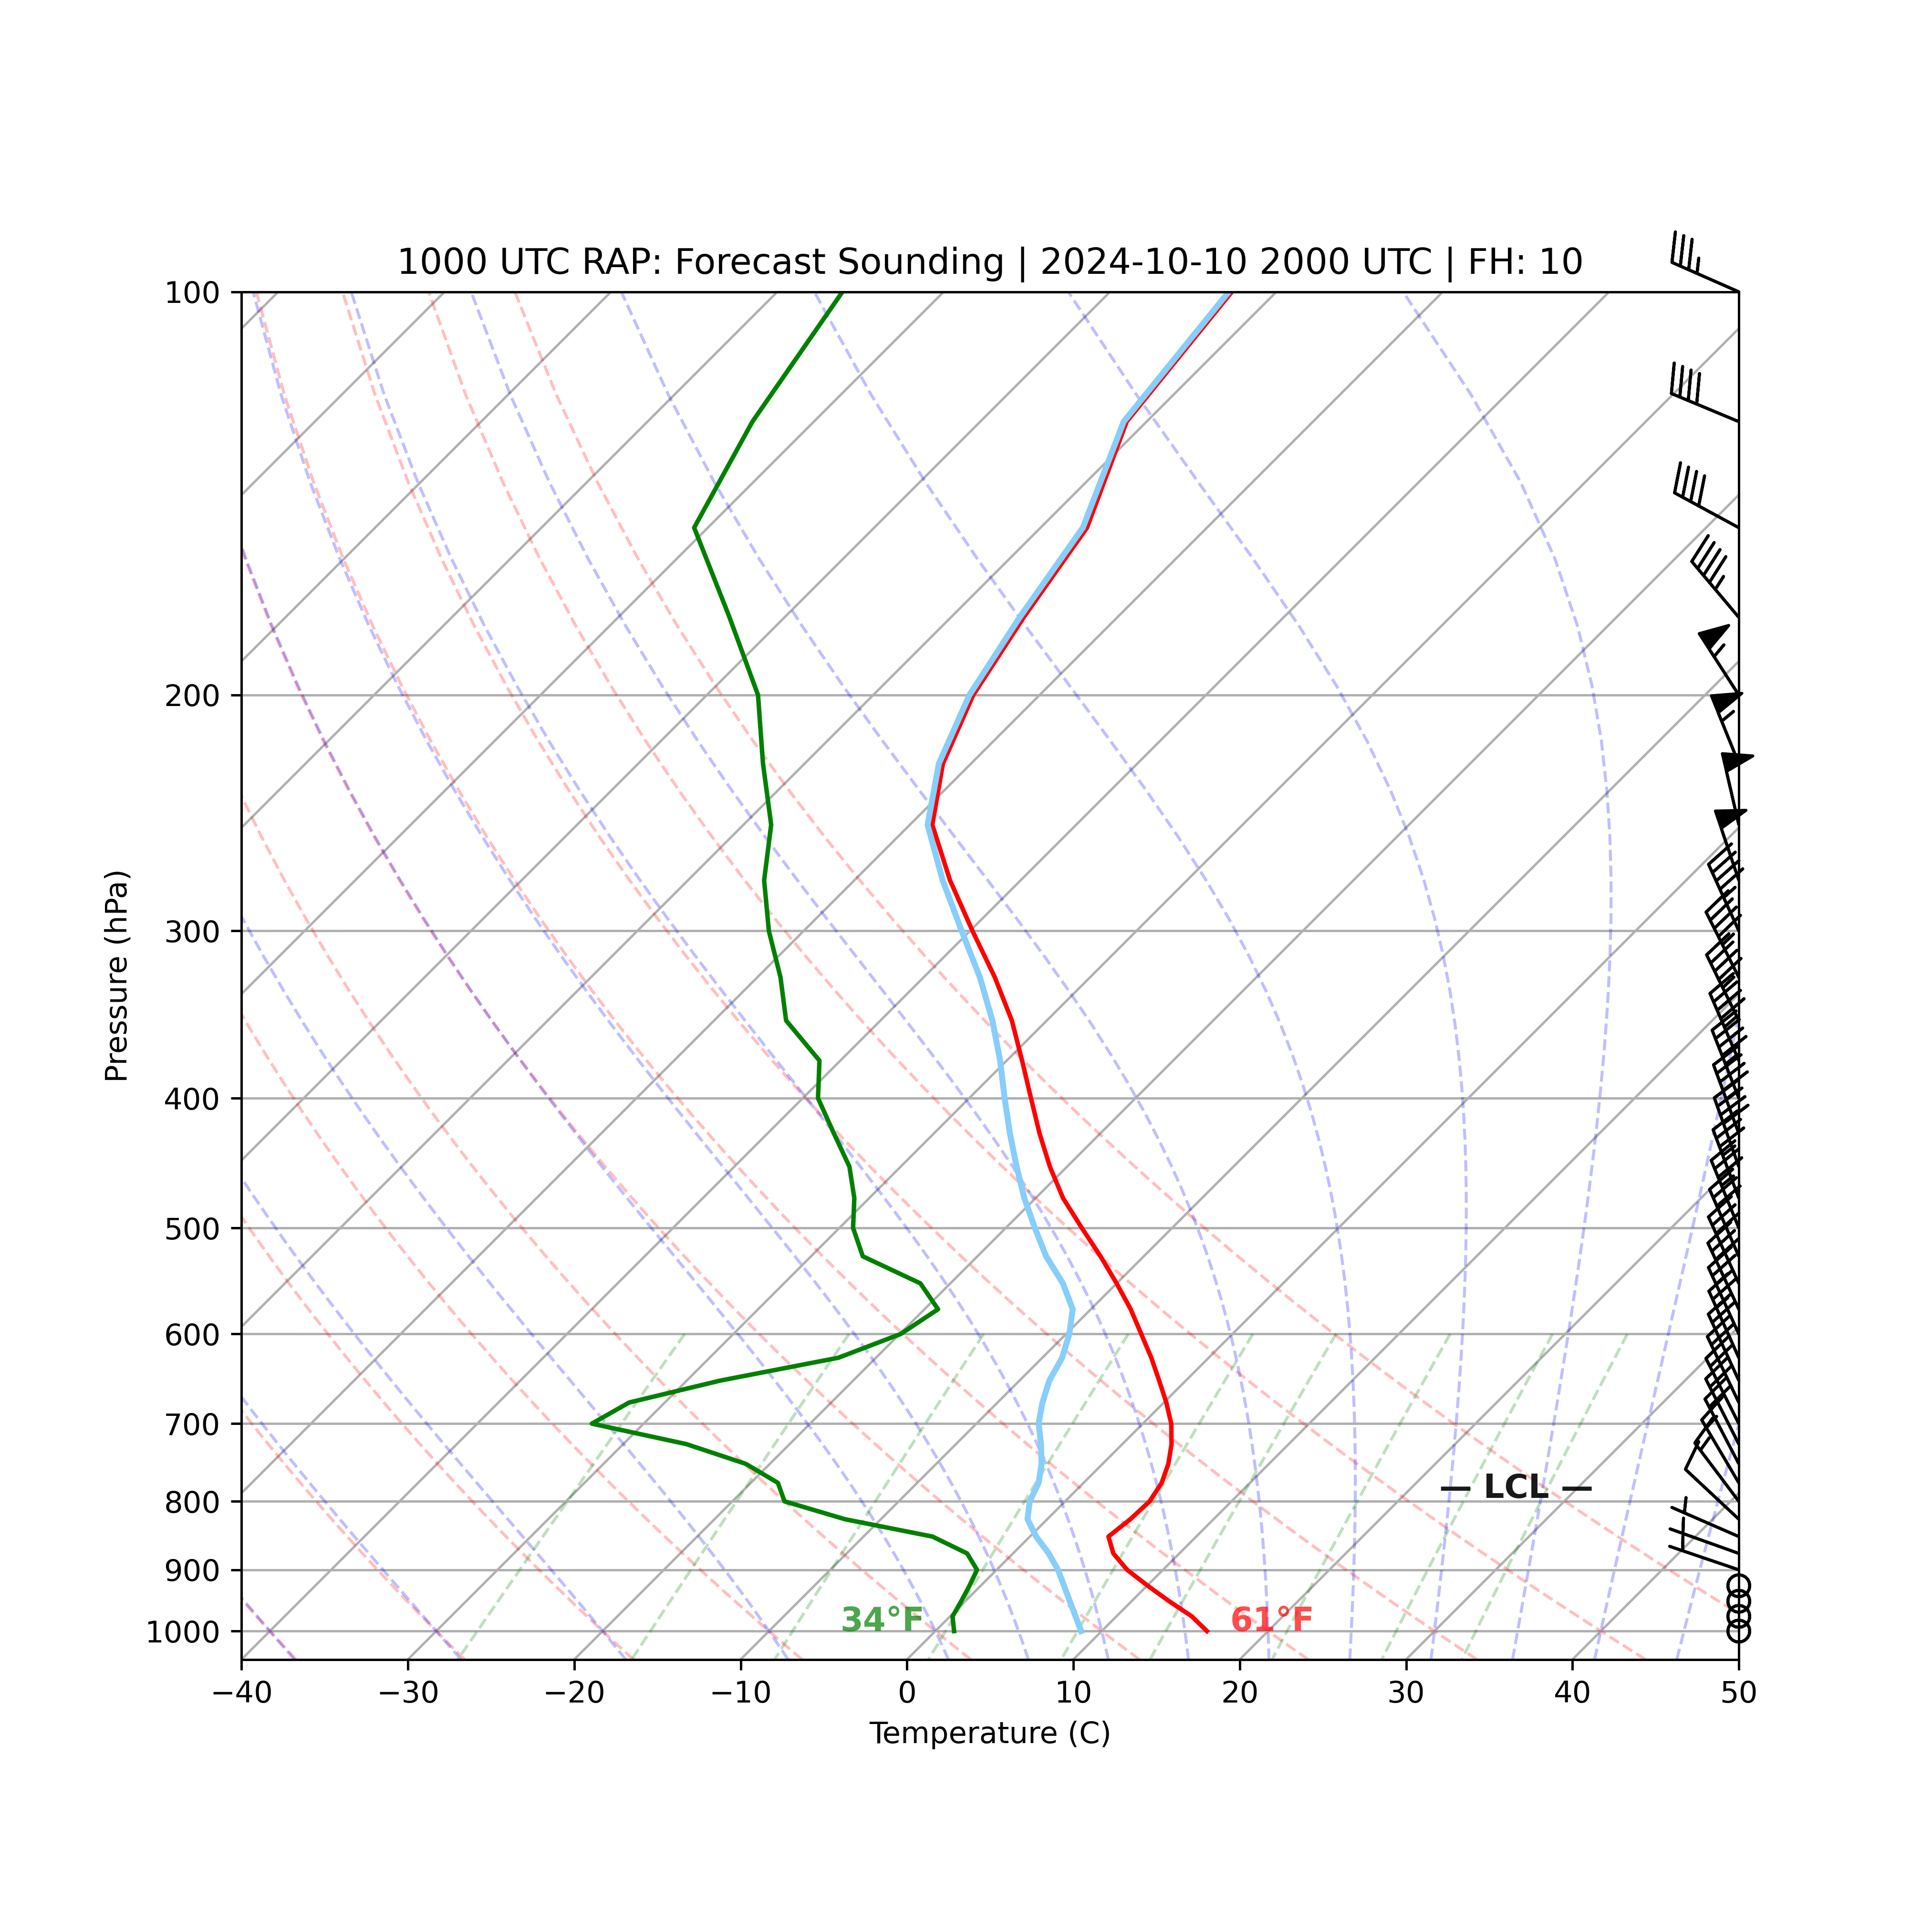 1000 UTC RAP: Forecast Sounding | 2024-10-10 2000 UTC | FH: 10
100
200
300
400
500
600
700
800
900
1000
Pressure (hPa)
— LCL —
34°F
61°F
−40 −30 −20 −10 0 10 20 30 40 50
Temperature (C)